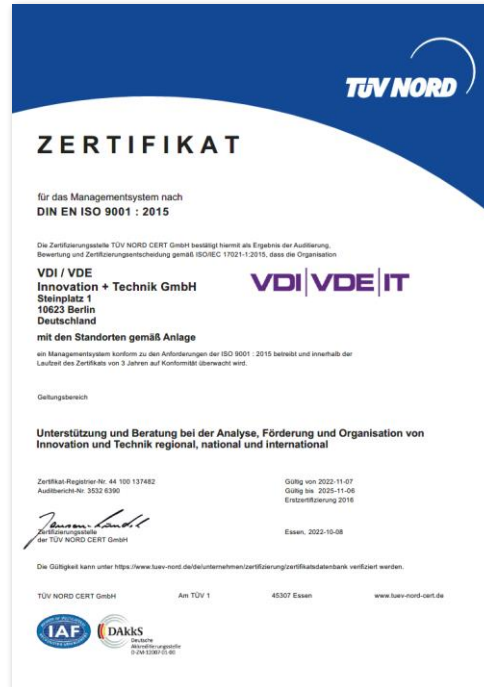 TÜV NORD
ZERTIFIKAT
für das Managementsystem nach
DIN EN ISO 9001 : 2015
Die Zertifizierungsstelle TÜV NORD CERT GmbH bestätigt hiermit als Ergebnis der Auditierung,
Bewertung und Zertifizierungsentscheidung gemäß ISO/IEC 17021-1:2015, dass die Organisation
VDI / VDE
Innovation + Technik GmbH
Steinplatz 1
10623 Berlin
Deutschland
VDI|VDE|IT
mit den Standorten gemäß Anlage
ein Managementsystem konform zu den Anforderungen der ISO 9001 : 2015 betreibt und innerhalb der
Laufzeit des Zertifikats von 3 Jahren auf Konformität überwacht wird.
Geltungsbereich
Unterstützung und Beratung bei der Analyse, Förderung und Organisation von
Innovation und Technik regional, national und international
Zertifikat-Registrier-Nr. 44 100 137482
Auditbericht-Nr. 3532 6390
Gültig von 2022-11-07
Gültig bis 2025-11-06
Erstzertifizierung 2016
Zertifizierungsstelle
der TÜV NORD CERT GmbH
Essen, 2022-10-08
Die Gültigkeit kann unter https://www.tuev-nord.de/de/unternehmen/zertifizierung/zertifikatsdatenbank verifiziert werden.
TÜV NORD CERT GmbH Am TÜV 1 45307 Essen www.tuev-nord-cert.de
IAF
DAkkS
Deutsche
Akkreditierungsstelle
D-ZM-12007-01-00